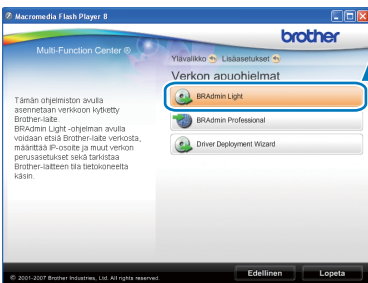 Macromedia Flash Player 8
brother
Multi-Function Center ®
Ylävalikko Lisäasetukset
Verkon apuohjelmat
BRAdmin Light
BRAdmin Professional
Driver Deployment Wizard
Tämän ohjelmiston avulla
asennetaan verkkoon kytketty
Brother-laite.
BRAdmin Light -ohjelman avulla
voidaan etsiä Brother-laite verkosta,
määrittää IP-osoite ja muut verkon
perusasetukset sekä tarkistaa
Brother-laitteen tila tietokoneelta
käsin.
Edellinen Lopeta
© 2001-2007 Brother Industries, Ltd. All rights reserved.